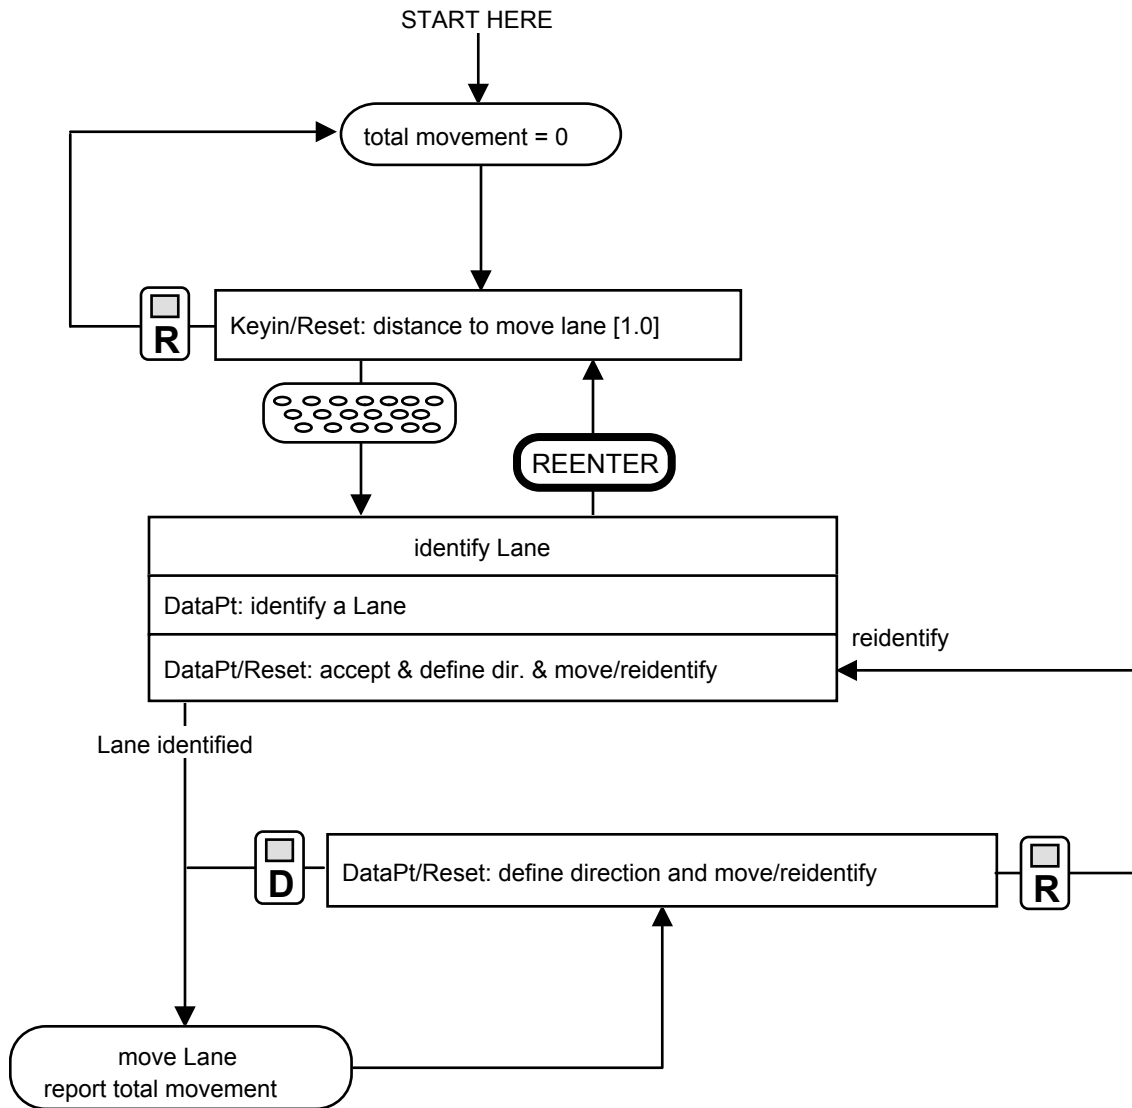 START HERE
total movement = 0
R
Keyin/Reset: distance to move lane [1.0]
REENTER
identify Lane
DataPt: identify a Lane
reidentify
DataPt/Reset: accept & define dir. & move/reidentify
Lane identified
D
DataPt/Reset: define direction and move/reidentify
R
move Lane
report total movement